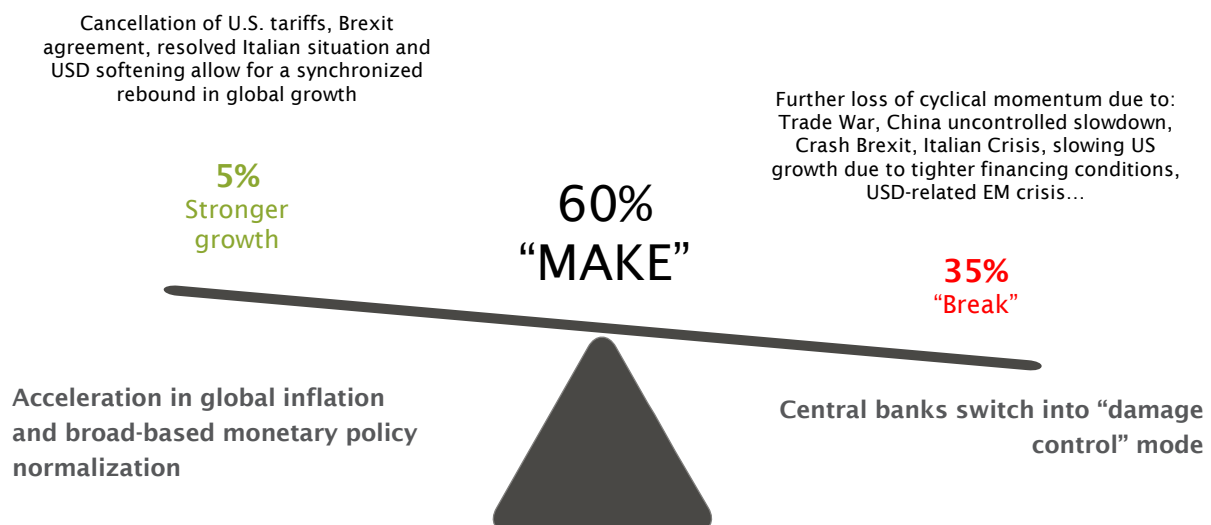 Cancellation of U.S. tariffs, Brexit
agreement, resolved Italian situation and
USD softening allow for a synchronized
rebound in global growth
5%
Stronger
growth
60%
“MAKE”
Further loss of cyclical momentum due to:
Trade War, China uncontrolled slowdown,
Crash Brexit, Italian Crisis, slowing US
growth due to tighter financing conditions,
USD-related EM crisis…
35%
“Break”
Acceleration in global inflation
and broad-based monetary policy
normalization
Central banks switch into “damage
control” mode